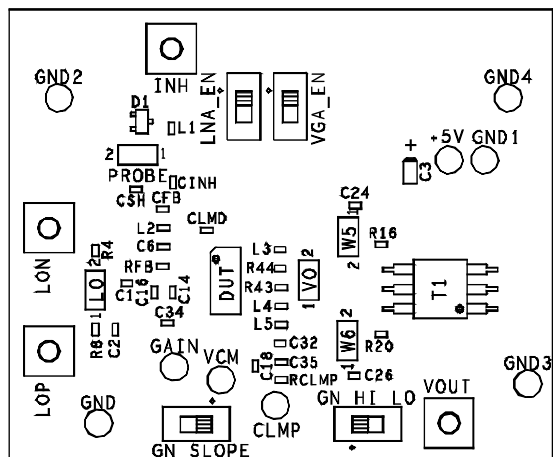 GND2
INH
LNA_EN
VGA_EN
GND4
D1
L1
+
+5V
GND1
C3
2
1
PROBE
CSH
CINH
CFB
C24
L2
CLMD
1
W5
R16
2
LON
2
R4
C6
L3
RFB
R44
2
LO
C1
C16
C14
DUT
R43
VO
T1
L4
1
1
R8
C2
C34
L5
W6
R20
LOP
GAIN
VCM
C18
C32
C35
RCLMP
1
C26
GND3
GND
GN HI LO
VOUT
GN SLOPE
CLMP